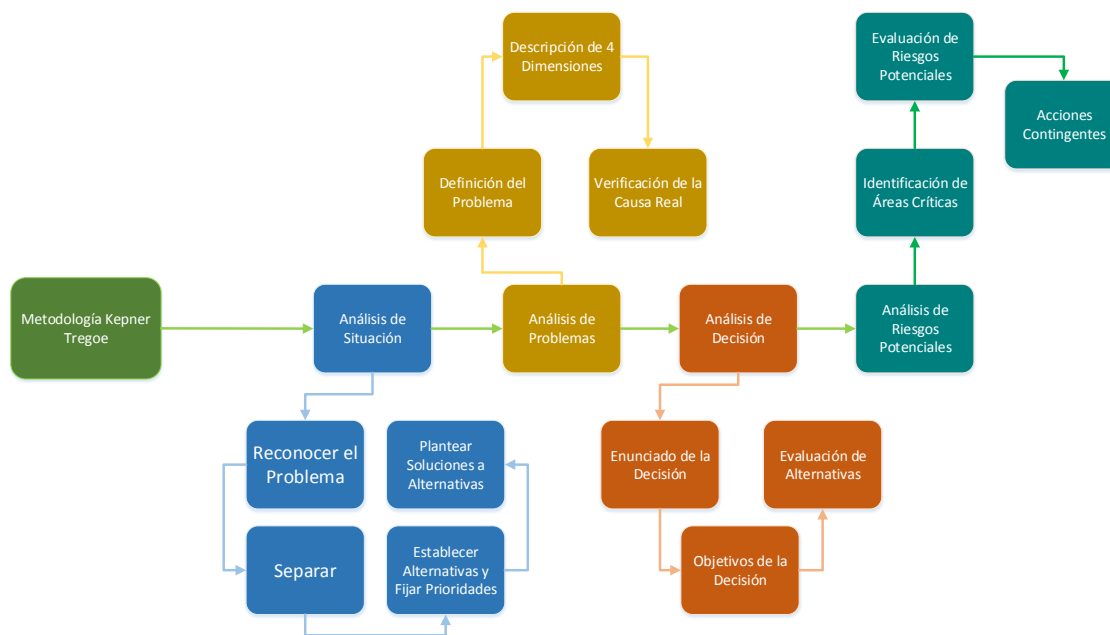 Descripción de 4
Dimensiones
Evaluación de
Riesgos
Potenciales
Acciones
Contingentes
Definición del
Problema
Verificación de la
Causa Real
Identificación de
Áreas Críticas
Metodología Kepner
Tregoe
Análisis de
Situación
Análisis de
Problemas
Análisis de
Decisión
Análisis de
Riesgos
Potenciales
Reconocer el
Problema
Plantear
Soluciones a
Alternativas
Enunciado de la
Decisión
Evaluación de
Alternativas
Separar
Establecer
Alternativas y
Fijar Prioridades
Objetivos de la
Decisión